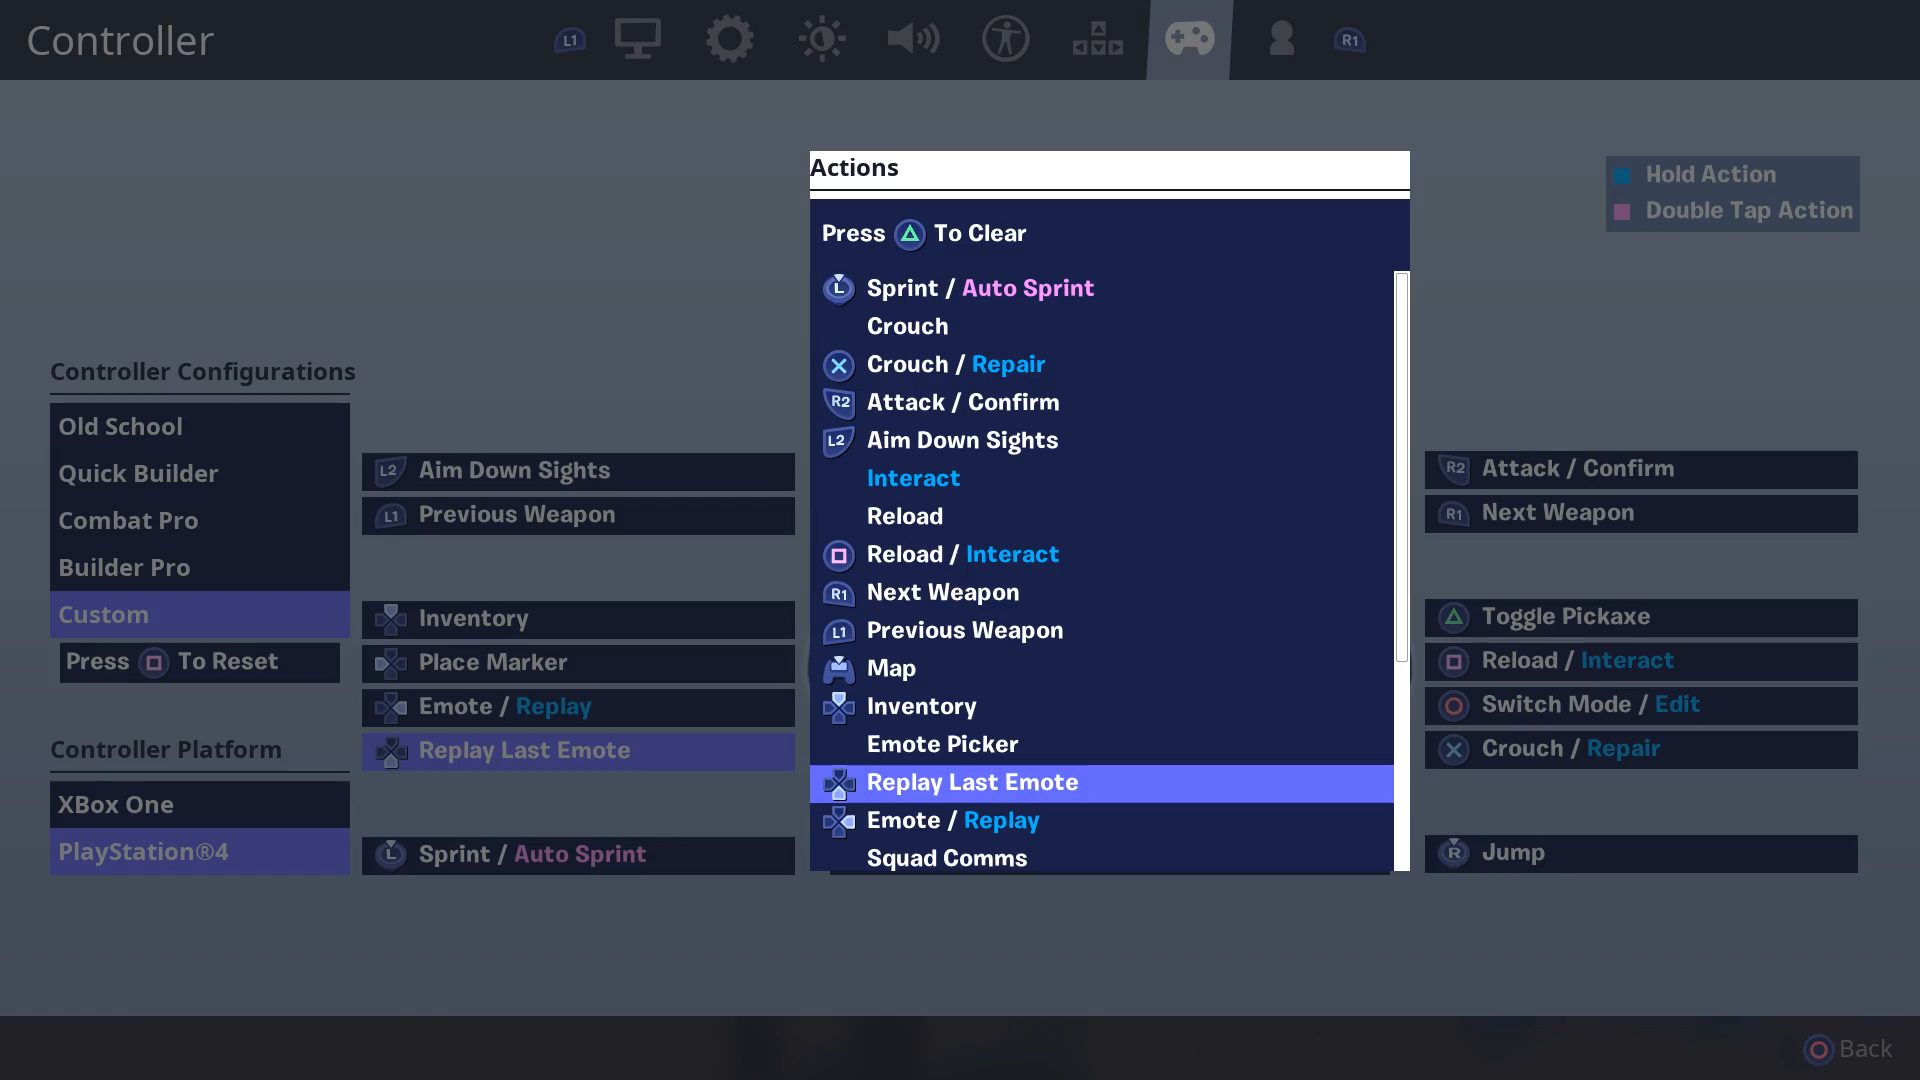 Controller
L1
R1
Actions
Press To Clear
Sprint / Auto Sprint
Crouch
Crouch / Repair
R2 Attack / Confirm
L2 Aim Down Sights
Interact
Reload
Reload / Interact
R1 Next Weapon
L1 Previous Weapon
Map
Inventory
Emote Picker
Replay Last Emote
Emote / Replay
Squad Comms
Hold Action
Double Tap Action
Controller Configurations
Old School
Quick Builder
Combat Pro
Builder Pro
Custom
Press To Reset
Controller Platform
XBox One
PlayStation®4
L2 Aim Down Sights
L1 Previous Weapon
Inventory
Place Marker
Emote / Replay
Replay Last Emote
L Sprint / Auto Sprint
R2 Attack / Confirm
R1 Next Weapon
Toggle Pickaxe
Reload / Interact
Switch Mode / Edit
Crouch / Repair
R Jump
Back